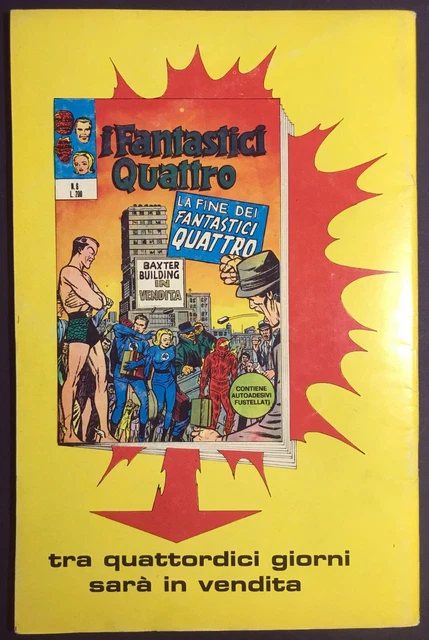 i Fantastici
Quattro
N. 6
L. 200
LA FINE DEI
FANTASTICI
QUATTRO
BAXTER
BUILDING
IN
VENDITA
CONTIENE
AUTOADESIVI
FUSTELLATI
tra quattordici giorni
sarà in vendita